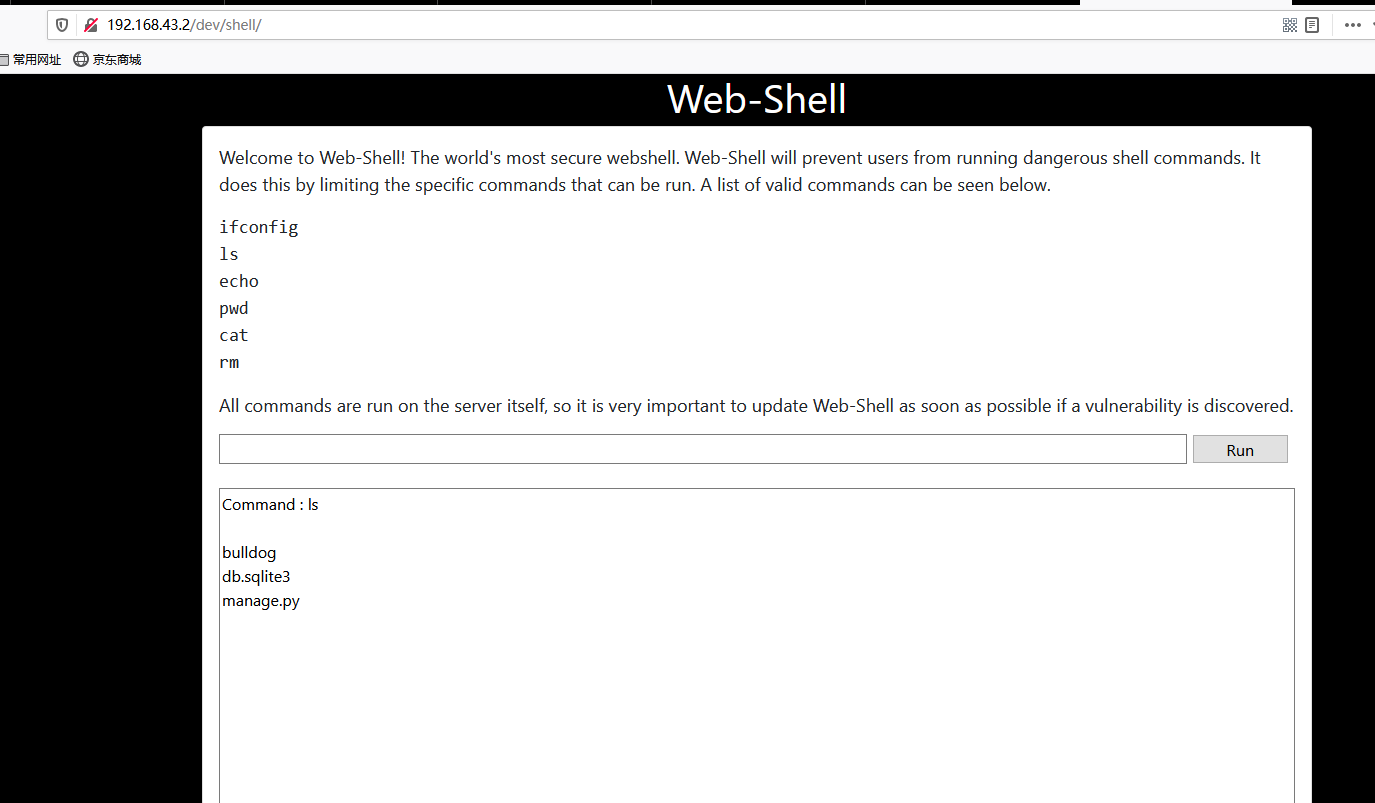 192.168.43.2/dev/shell/
常用网址 京东商城
Web-Shell
Welcome to Web-Shell! The world's most secure webshell. Web-Shell will prevent users from running dangerous shell commands. It
does this by limiting the specific commands that can be run. A list of valid commands can be seen below.
ifconfig
ls
echo
pwd
cat
rm
All commands are run on the server itself, so it is very important to update Web-Shell as soon as possible if a vulnerability is discovered.
Run
Command : ls
bulldog
db.sqlite3
manage.py